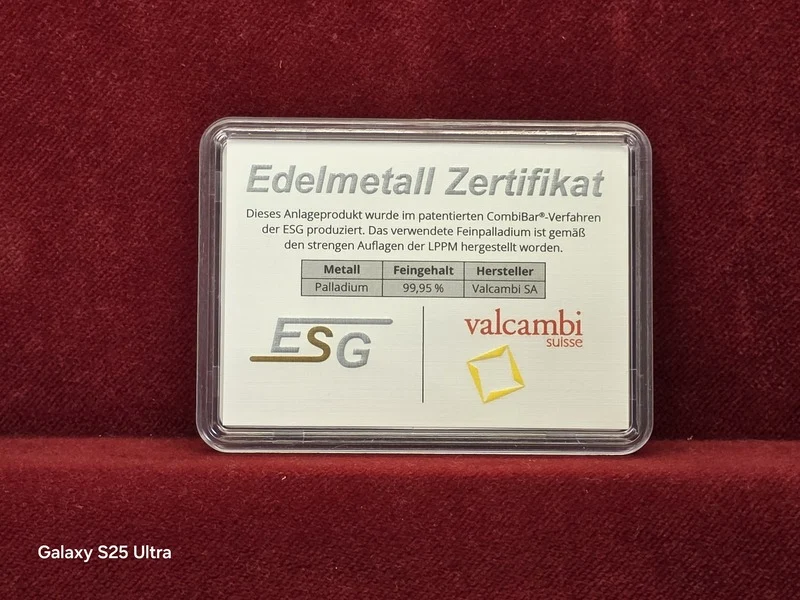 Edelmetall Zertifikat
Dieses Anlageprodukt wurde im patentierten CombiBar®-Verfahren
der ESG produziert. Das verwendete Feinpalladium ist gemäß
den strengen Auflagen der LPPM hergestellt worden.
Metall Feingehalt Hersteller
Palladium 99,95 % Valcambi SA
ESG
valcambi
suisse
Galaxy S25 Ultra